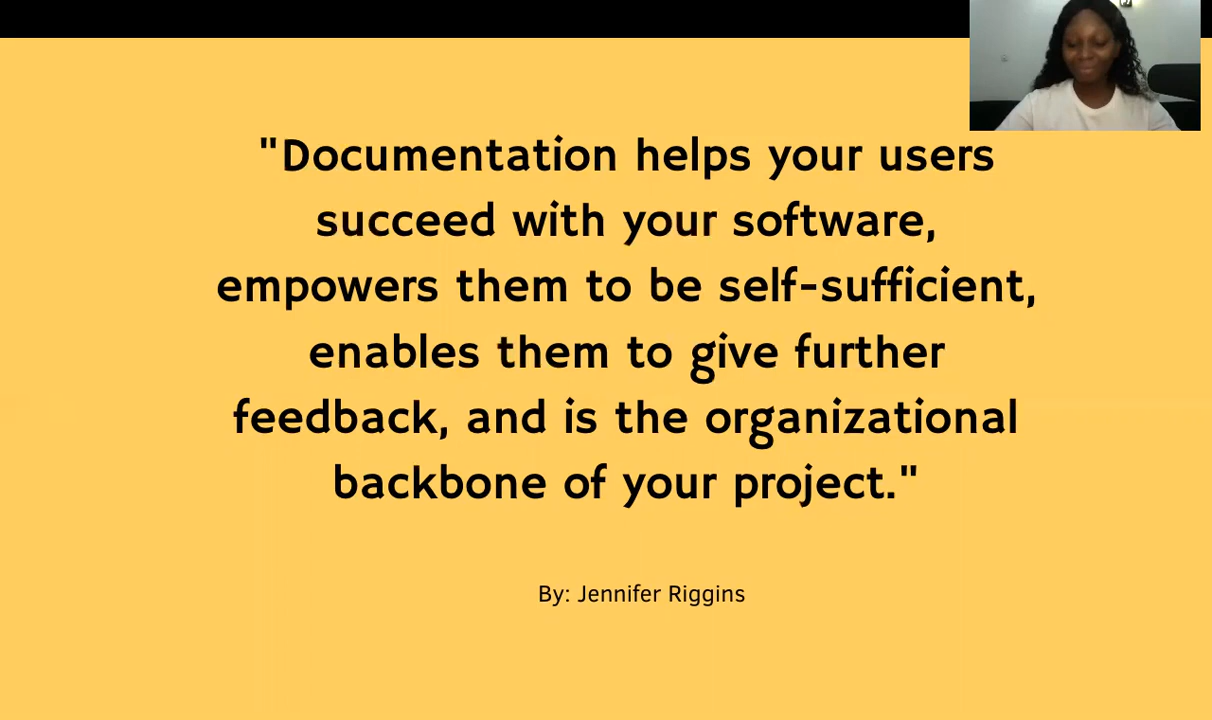 "Documentation helps your users
succeed with your software,
empowers them to be self-sufficient,
enables them to give further
feedback, and is the organizational
backbone of your project."
By: Jennifer Riggins